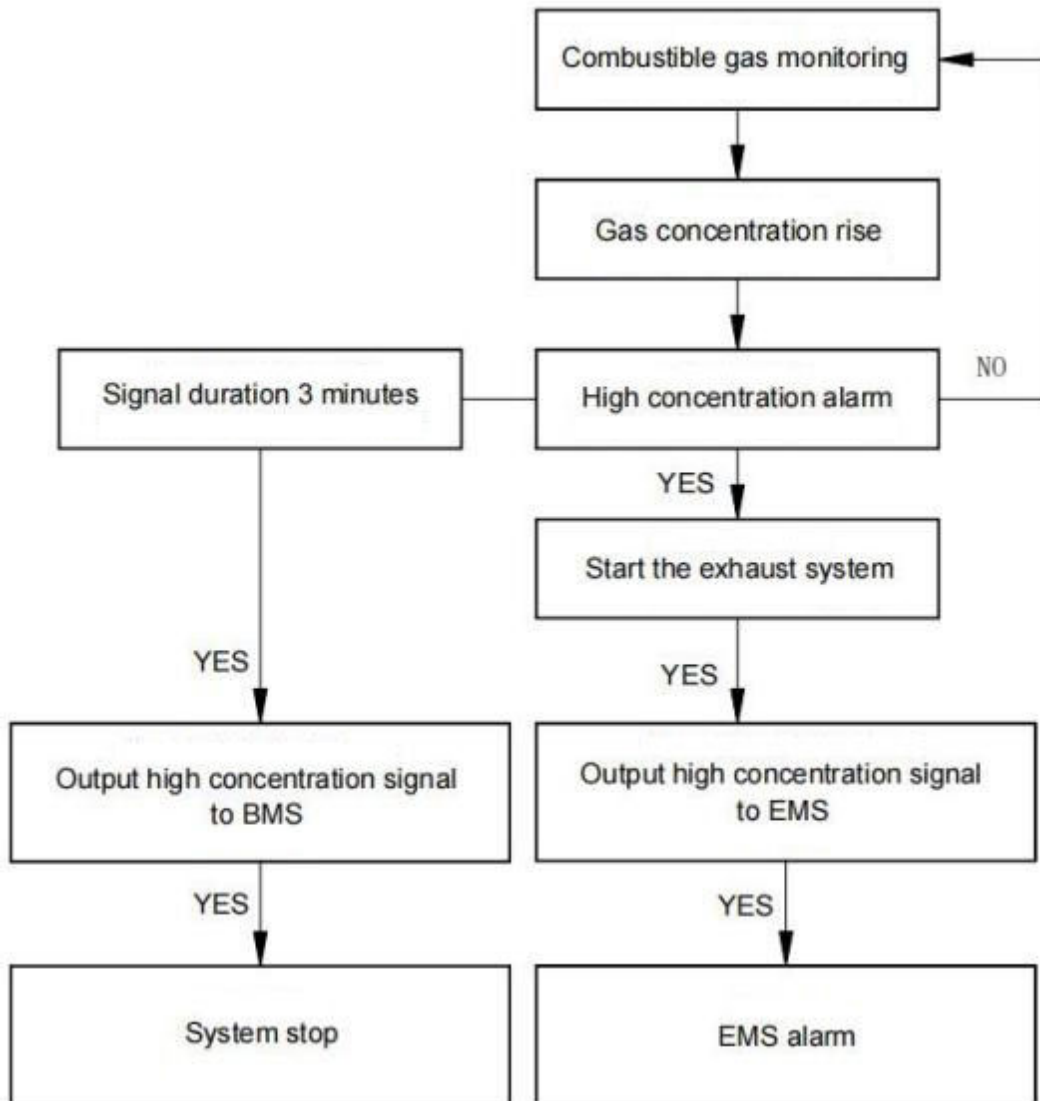 Combustible gas monitoring
Gas concentration rise
Signal duration 3 minutes
High concentration alarm
NO
YES
Start the exhaust system
YES
YES
Output high concentration signal
to BMS
Output high concentration signal
to EMS
YES
YES
System stop
EMS alarm